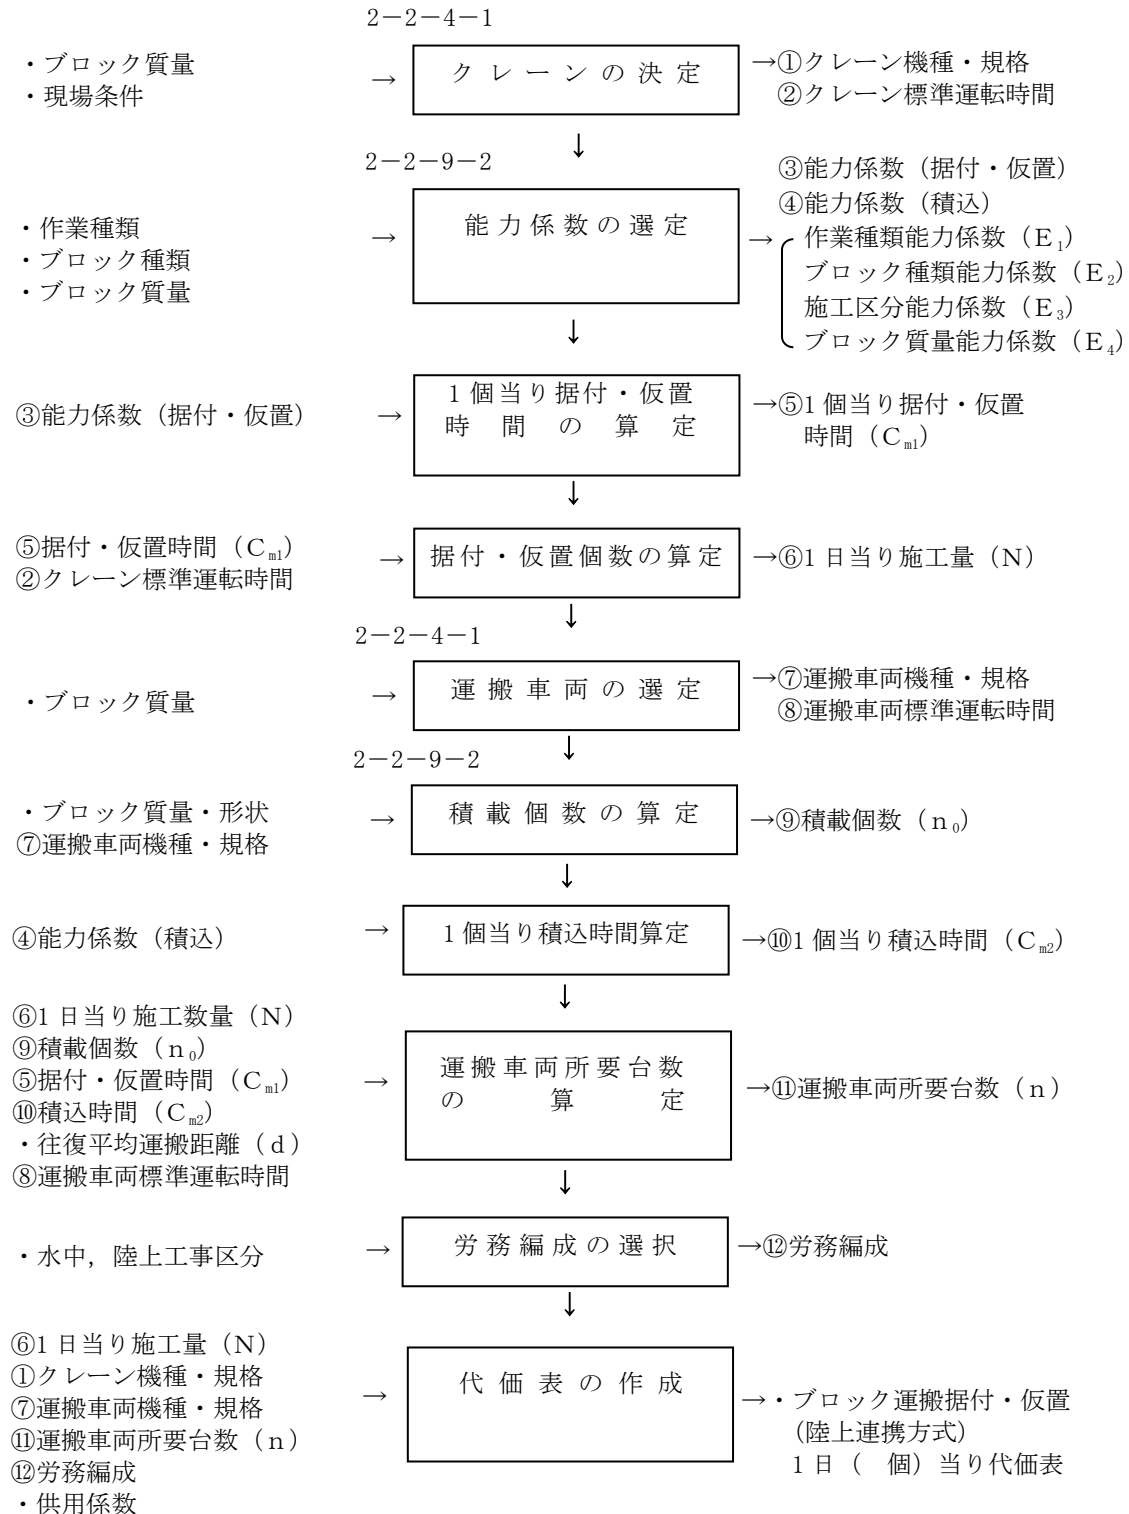 2－2－4－1
・ブロック質量
・現場条件
→
クレーンの決定
→①クレーン機種・規格
②クレーン標準運転時間
↓
2－2－9－2
・作業種類
・ブロック種類
・ブロック質量
→
能力係数の選定
→
③能力係数（据付・仮置）
④能力係数（積込）
作業種類能力係数（E₁）
ブロック種類能力係数（E₂）
施工区分能力係数（E₃）
ブロック質量能力係数（E₄）
↓
③能力係数（据付・仮置）
→
1個当り据付・仮置
時間の算定
→⑤1個当り据付・仮置
時間（Cm1）
↓
⑤据付・仮置時間（Cm1）
②クレーン標準運転時間
→
据付・仮置個数の算定
→⑥1日当り施工量（N）
↓
2－2－4－1
・ブロック質量
→
運搬車両の選定
→⑦運搬車両機種・規格
⑧運搬車両標準運転時間
↓
2－2－9－2
・ブロック質量・形状
⑦運搬車両機種・規格
→
積載個数の算定
→⑨積載個数（n₀）
↓
④能力係数（積込）
→
1個当り積込時間算定
→⑩1個当り積込時間（Cm2）
↓
⑥1日当り施工数量（N）
⑨積載個数（n₀）
⑤据付・仮置時間（Cm1）
⑩積込時間（Cm2）
・往復平均運搬距離（d）
⑧運搬車両標準運転時間
→
運搬車両所要台数
の算定
→⑪運搬車両所要台数（n）
↓
・水中，陸上工事区分
→
労務編成の選択
→⑫労務編成
↓
⑥1日当り施工量（N）
①クレーン機種・規格
⑦運搬車両機種・規格
⑪運搬車両所要台数（n）
⑫労務編成
・供用係数
→
代価表の作成
→・ブロック運搬据付・仮置
（陸上連携方式）
1日（　個）当り代価表